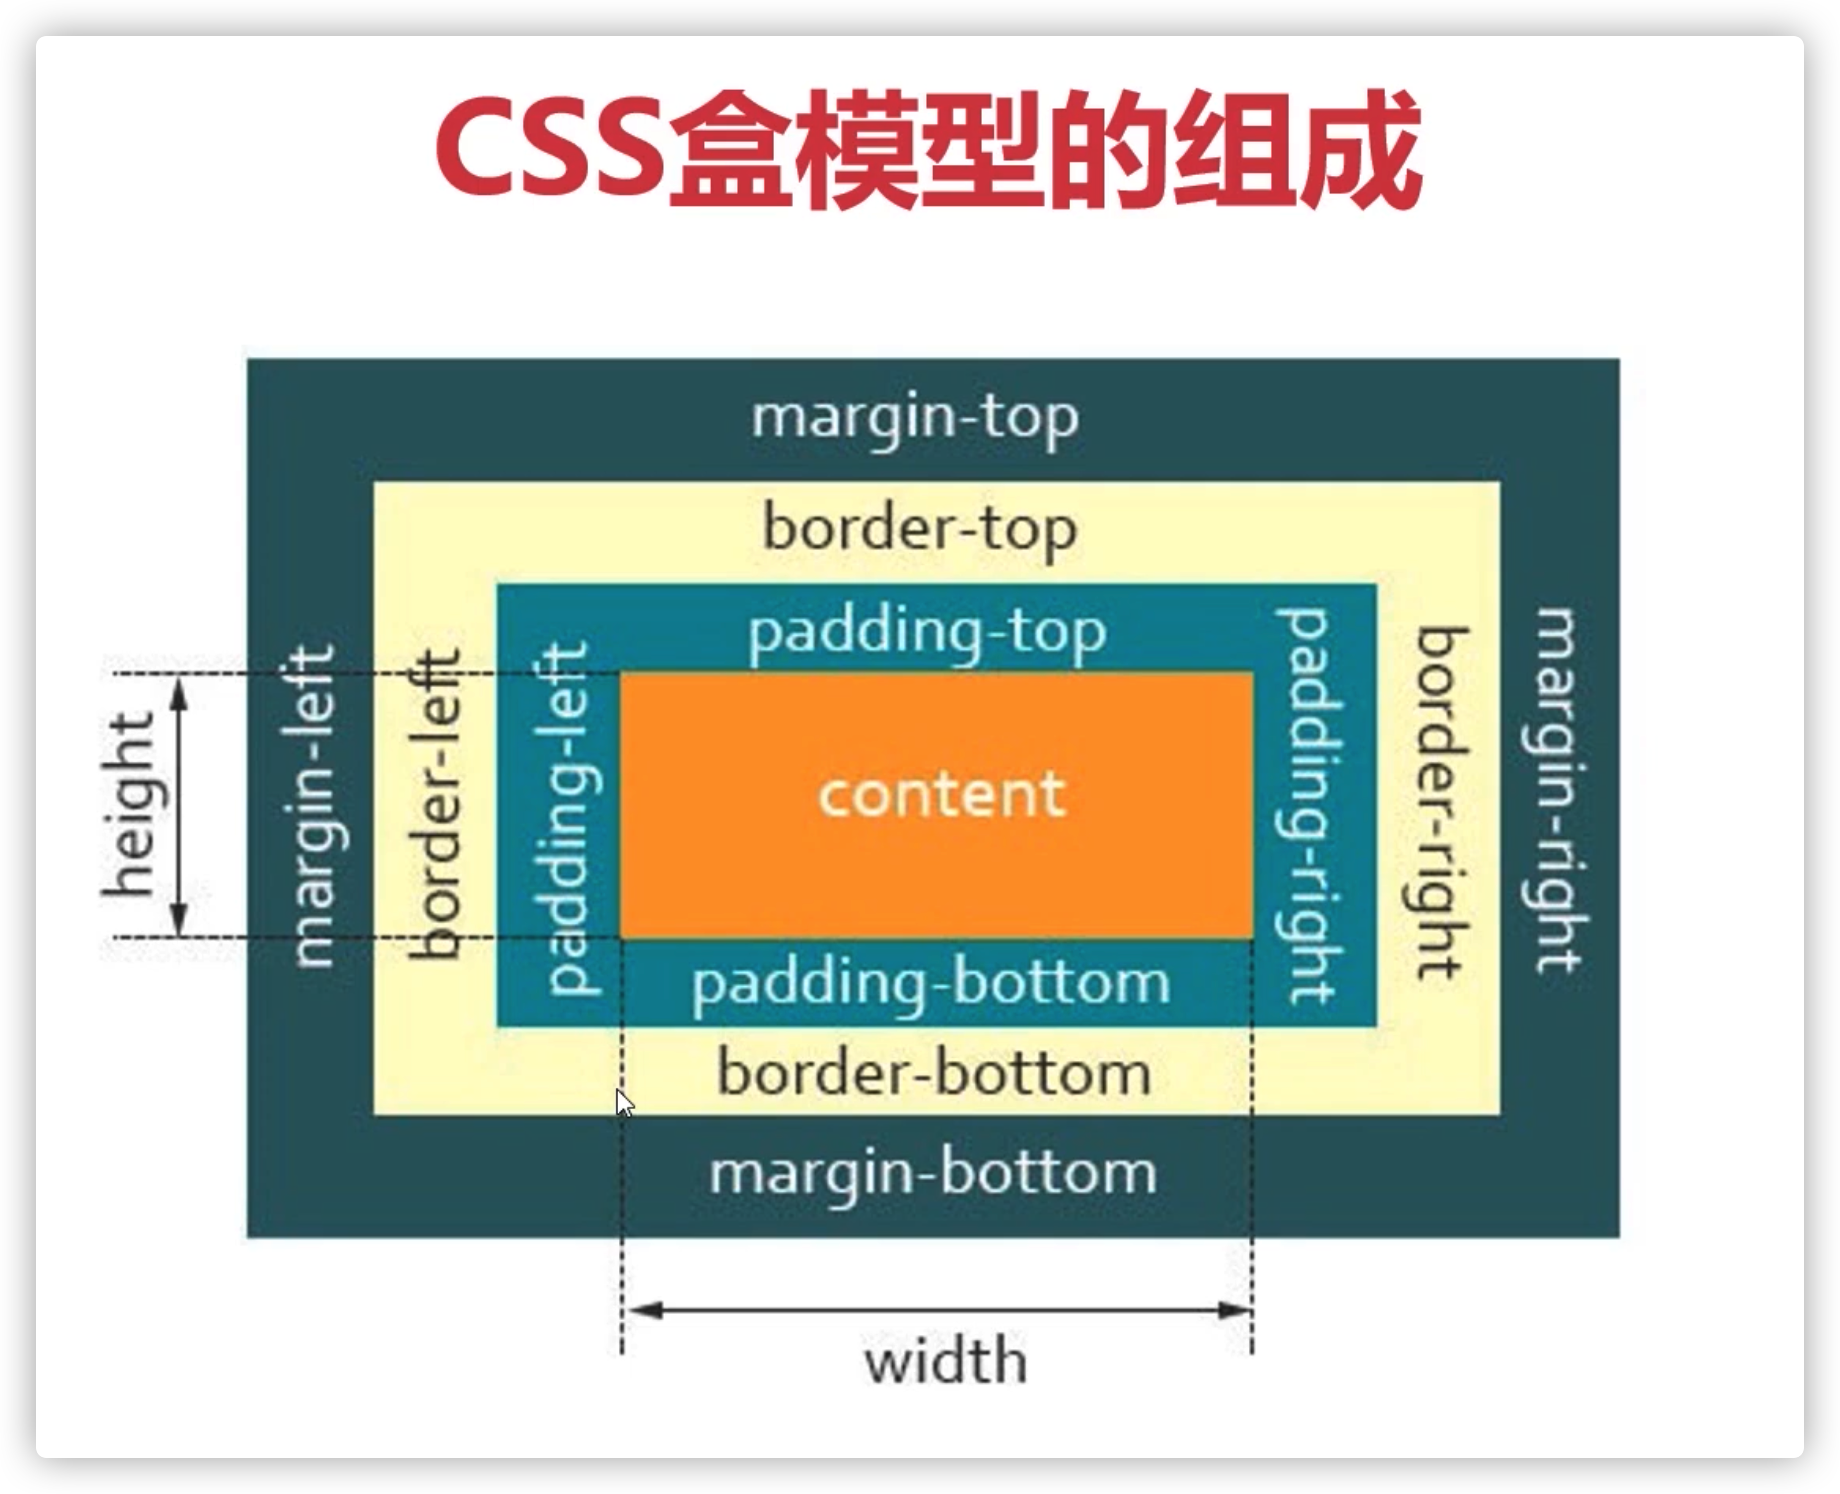 CSS盒模型的组成
margin-top
border-top
padding-top
height
margin-left
border-left
padding-left
content
padding-right
border-right
margin-right
padding-bottom
border-bottom
margin-bottom
width